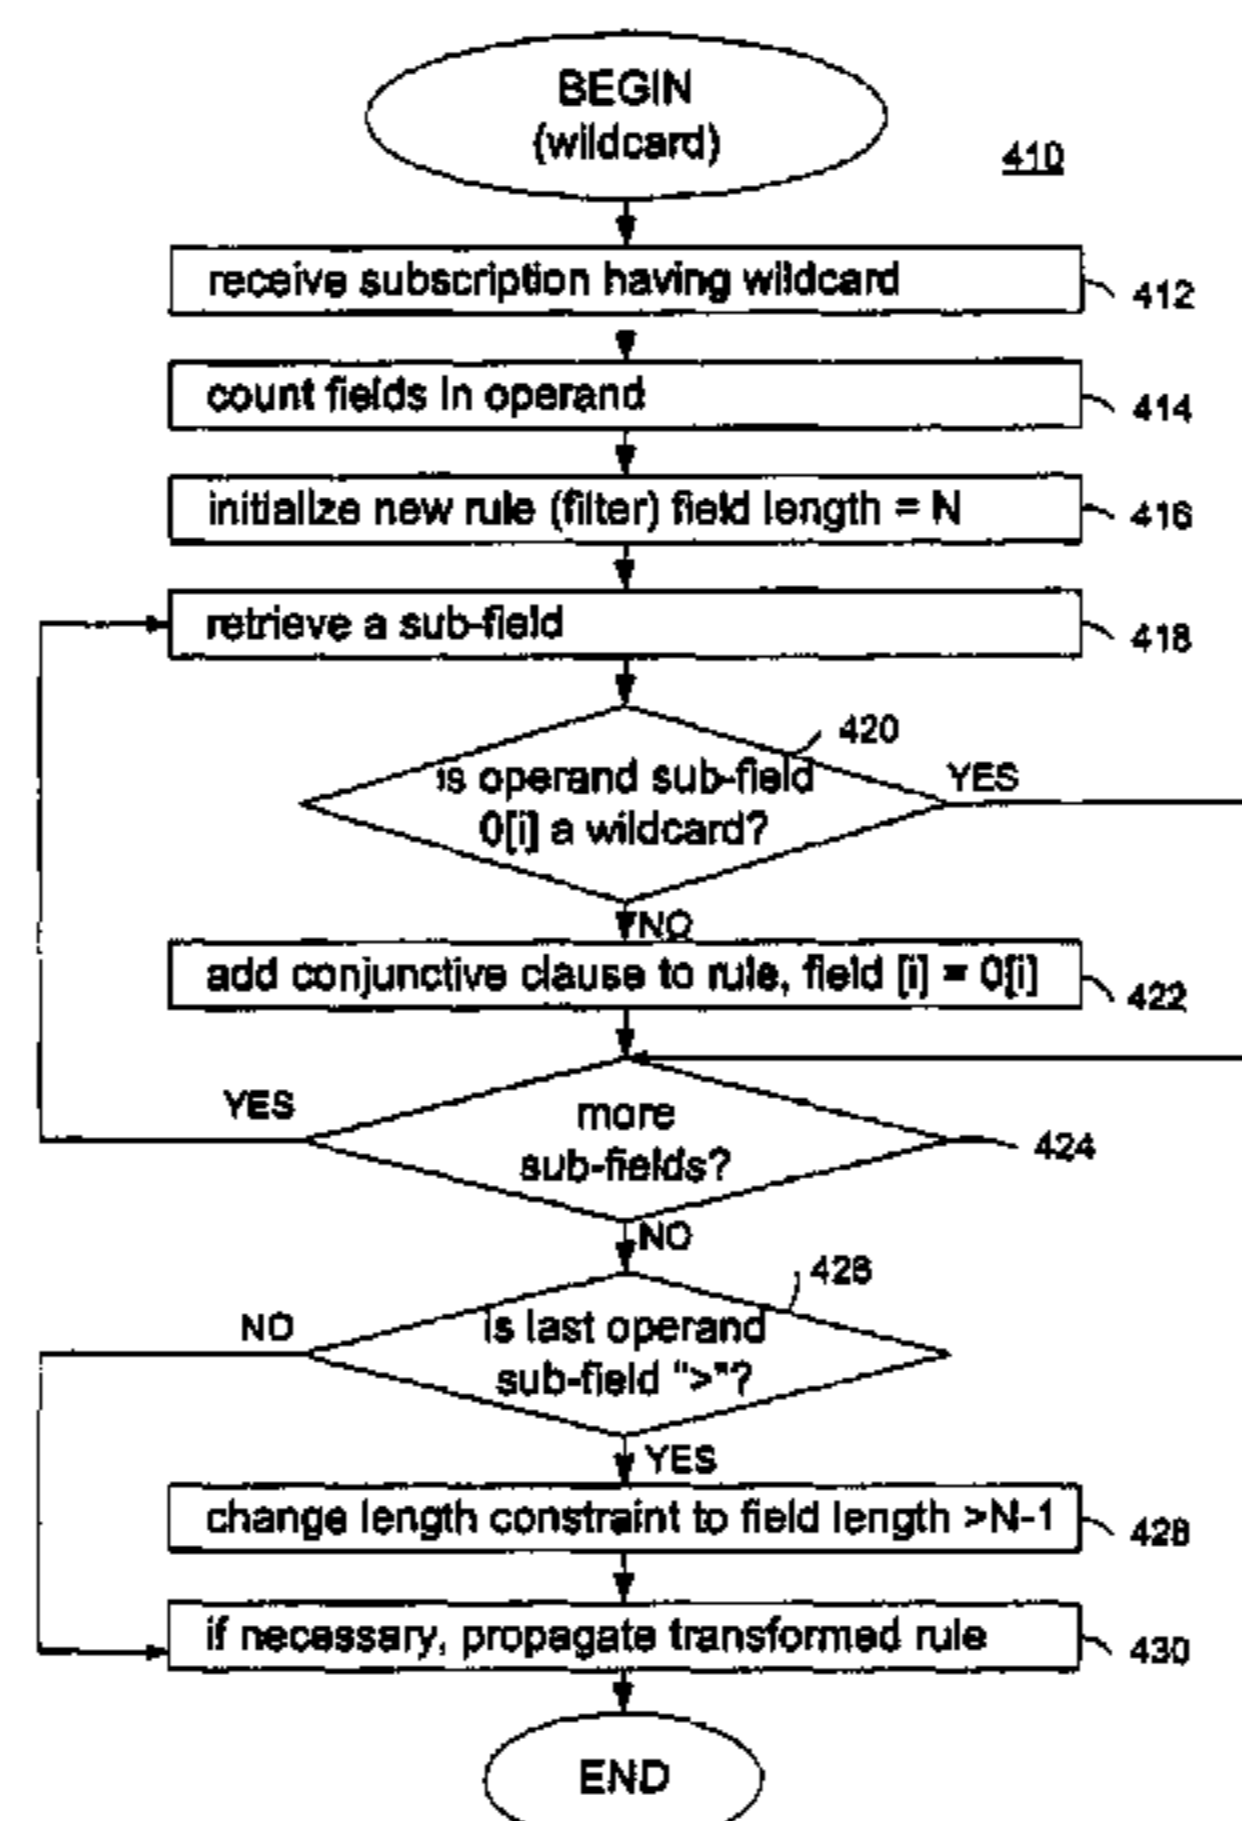 BEGIN
(wildcard)
410
receive subscription having wildcard
412
count fields in operand
414
initialize new rule (filter) field length = N
416
retrieve a sub-field
418
420
is operand sub-field
0[i] a wildcard?
YES
NO
add conjunctive clause to rule, field [i] = 0[i]
422
YES
more
sub-fields?
424
NO
426
NO
is last operand
sub-field ">"?
YES
change length constraint to field length >N-1
428
if necessary, propagate transformed rule
430
END